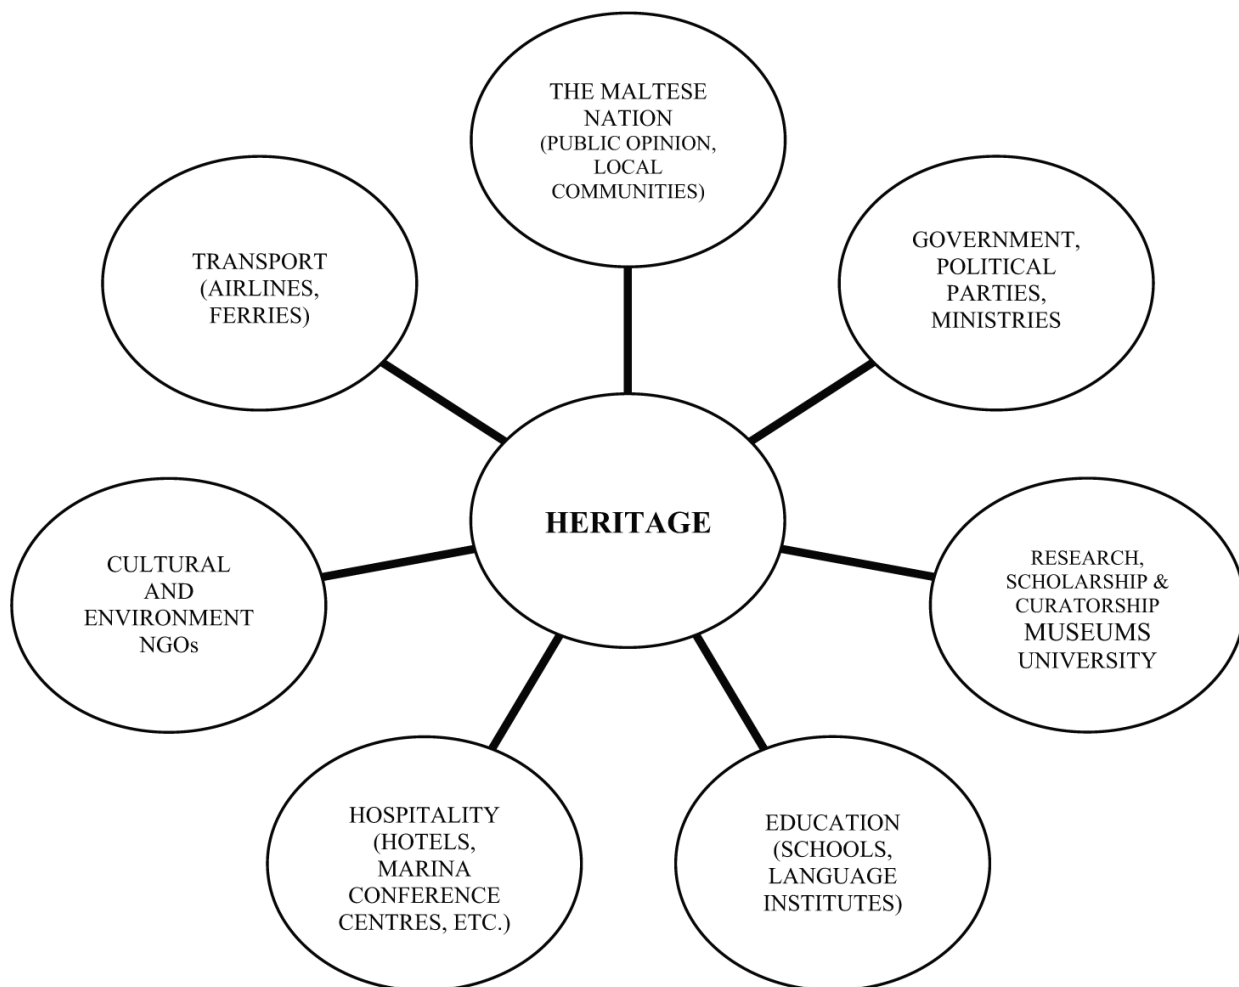 THE MALTESE
NATION
(PUBLIC OPINION,
LOCAL
COMMUNITIES)
GOVERNMENT,
POLITICAL
PARTIES,
MINISTRIES
TRANSPORT
(AIRLINES,
FERRIES)
HERITAGE
RESEARCH,
SCHOLARSHIP &
CURATORSHIP
MUSEUMS
UNIVERSITY
CULTURAL
AND
ENVIRONMENT
NGOs
HOSPITALITY
(HOTELS,
MARINA
CONFERENCE
CENTRES, ETC.)
EDUCATION
(SCHOOLS,
LANGUAGE
INSTITUTES)